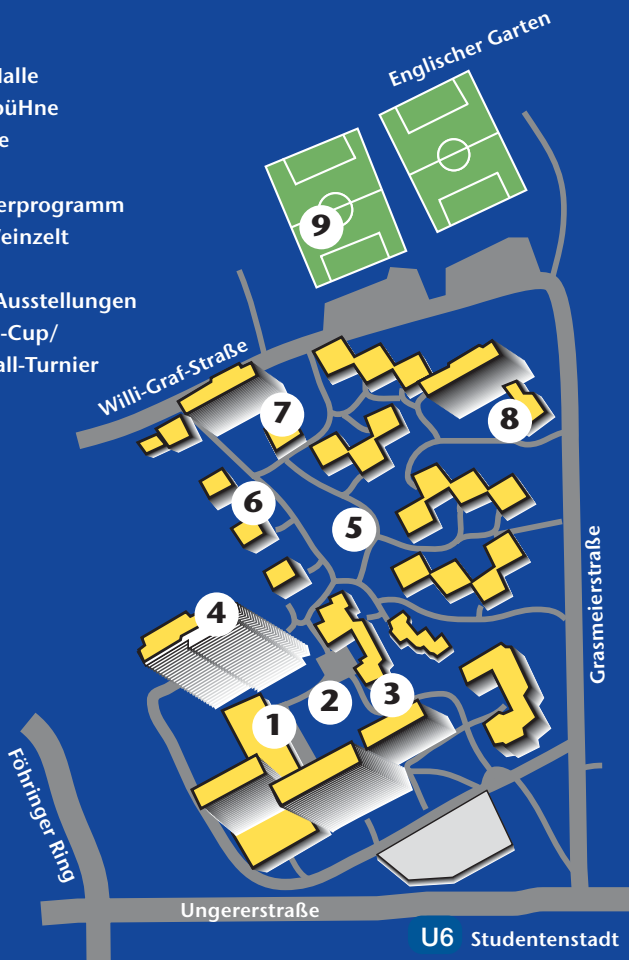 Englischer Garten
Halle
büHne
e
erprogramm
einzelt
Ausstellungen
-Cup/
all-Turnier
9
Willi-Graf-Straße
7
8
6
5
Grasmeierstraße
4
3
2
1
Föhringer Ring
Ungererstraße
U6 Studentenstadt